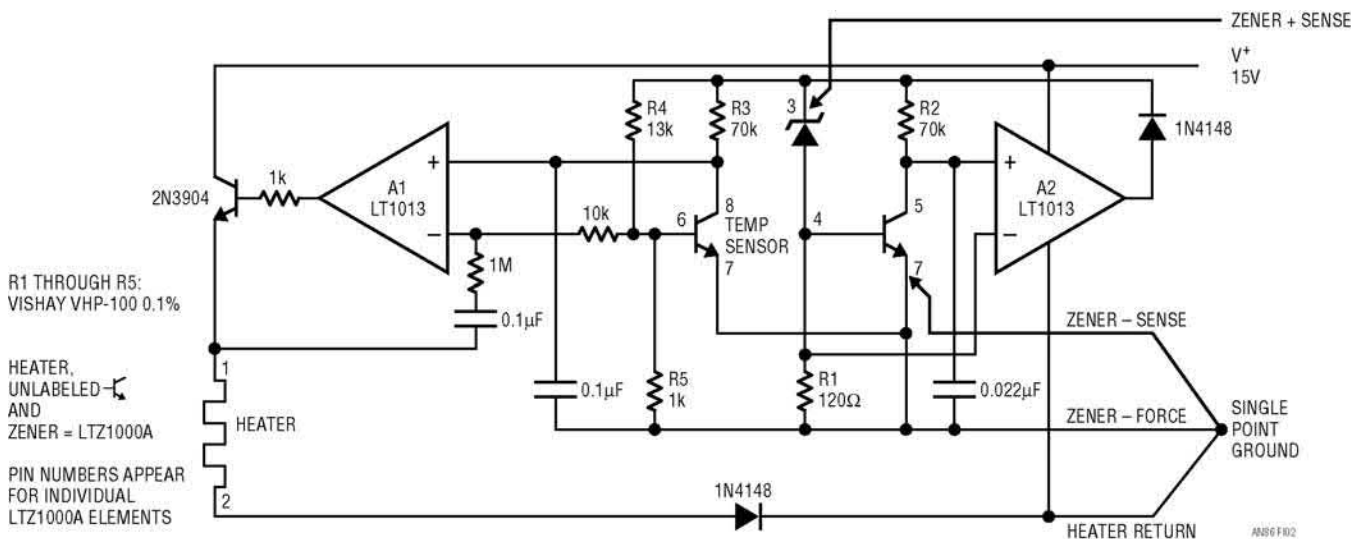 ZENER + SENSE
V+
15V
R4
13k
R3
70k
3
R2
70k
1N4148
2N3904
1k
A1
LT1013
+
−
10k
6
8
TEMP
SENSOR
7
4
5
7
+
−
A2
LT1013
1M
0.1µF
R1 THROUGH R5:
VISHAY VHP-100 0.1%
ZENER – SENSE
HEATER,
UNLABELED
AND
ZENER = LTZ1000A
1
HEATER
0.1µF
R5
1k
R1
120Ω
0.022µF
ZENER – FORCE
SINGLE
POINT
GROUND
PIN NUMBERS APPEAR
FOR INDIVIDUAL
LTZ1000A ELEMENTS
2
1N4148
HEATER RETURN
AN86 F102